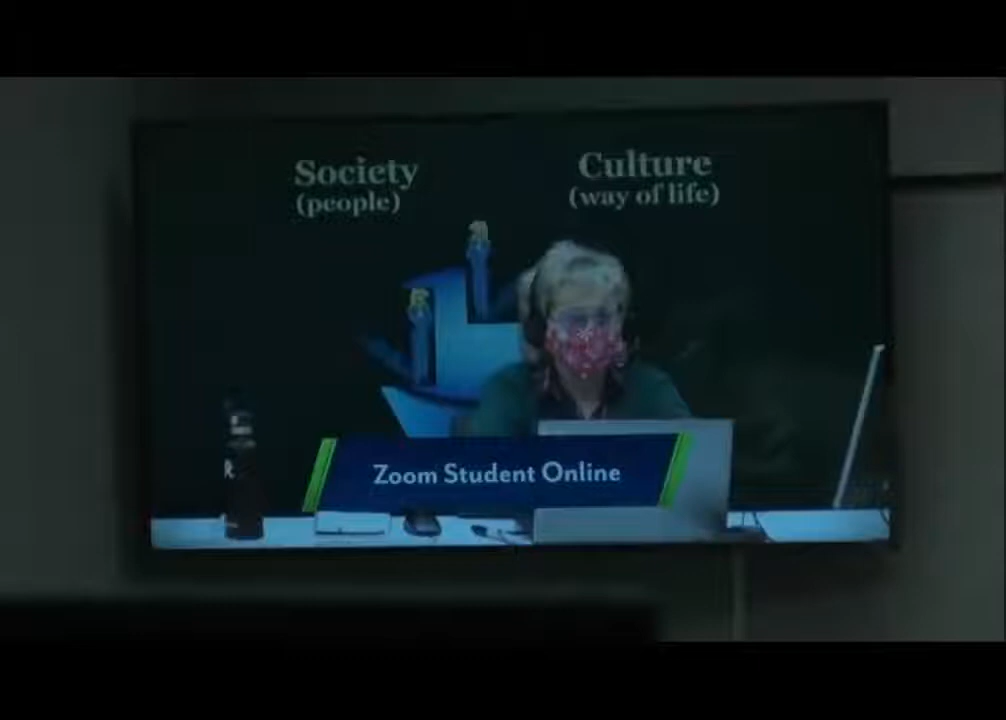 Society
(people)
Culture
(way of life)
Zoom Student Online